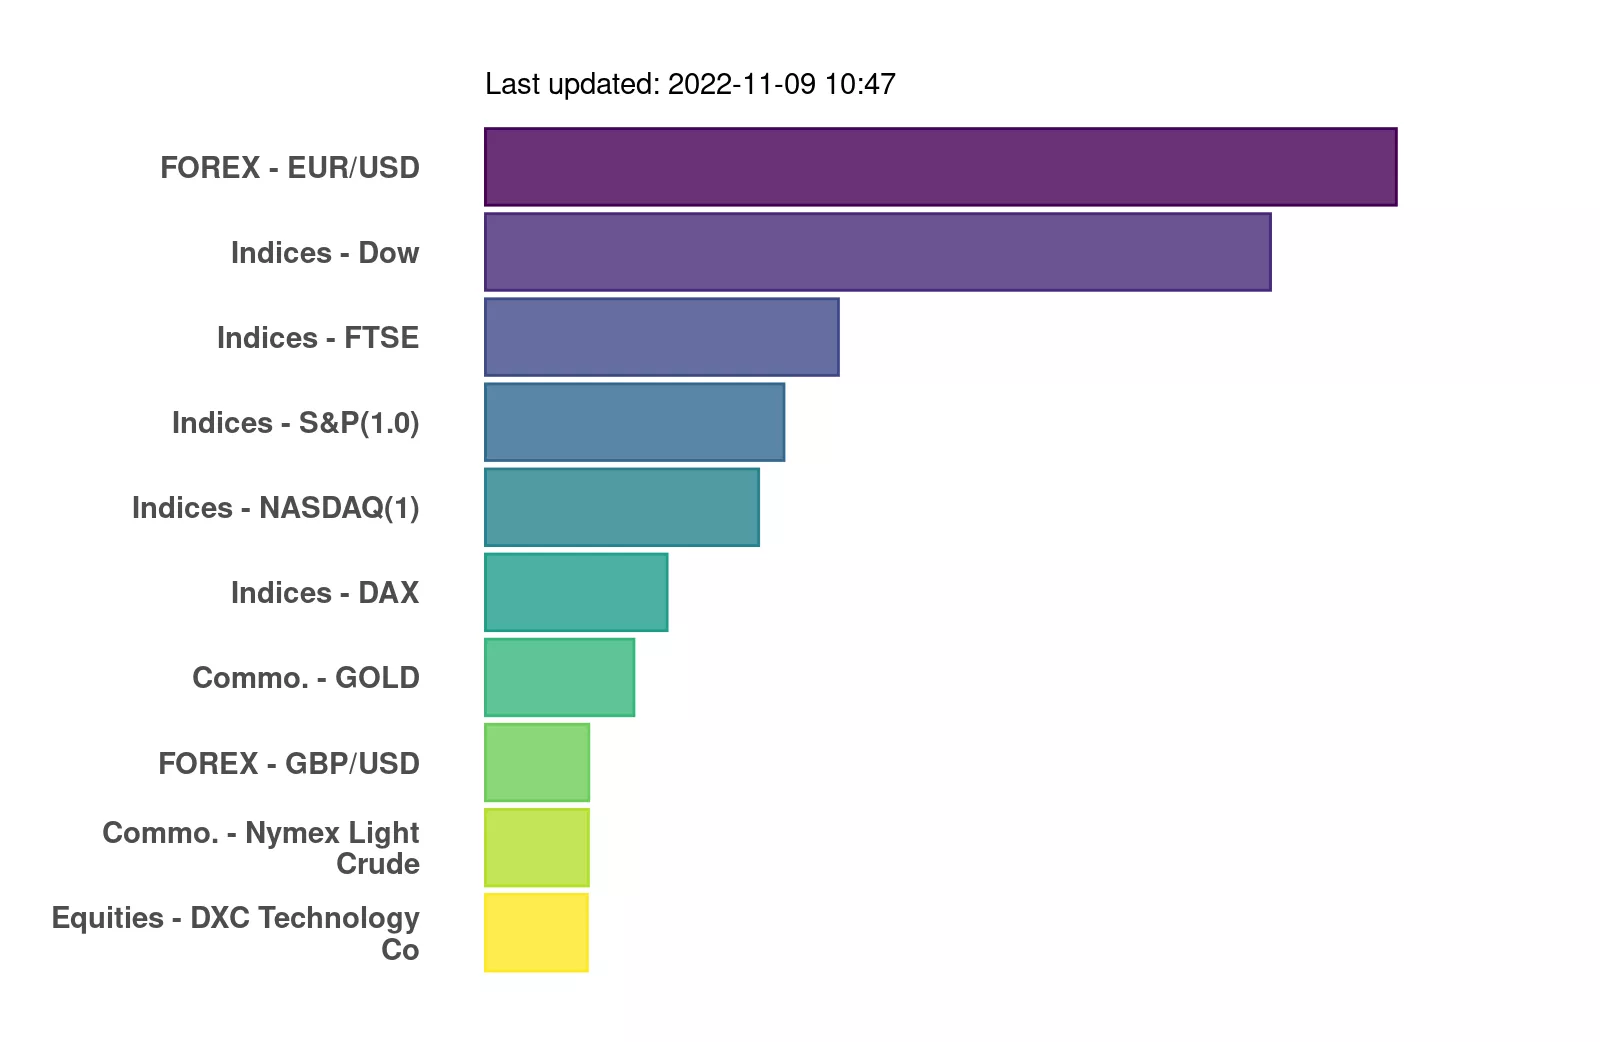 Last updated: 2022-11-09 10:47
FOREX - EUR/USD
Indices - Dow
Indices - FTSE
Indices - S&P(1.0)
Indices - NASDAQ(1)
Indices - DAX
Commo. - GOLD
FOREX - GBP/USD
Commo. - Nymex Light
Crude
Equities - DXC Technology
Co